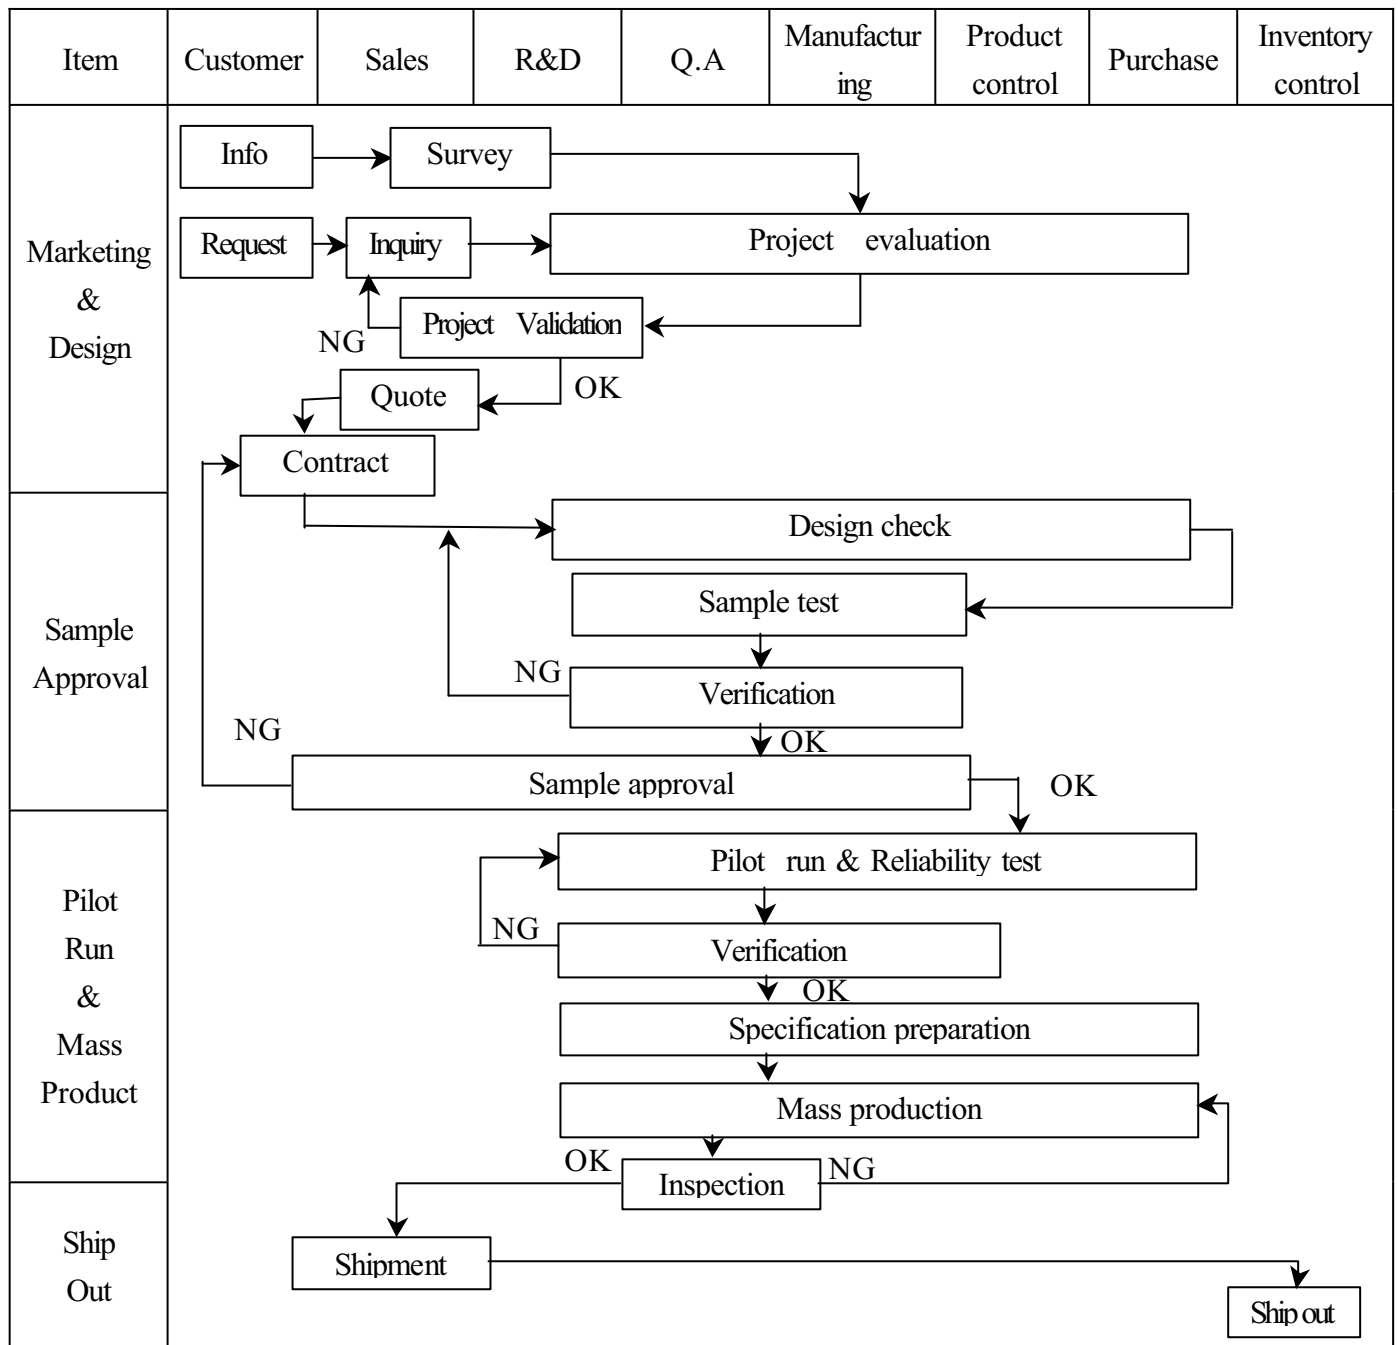 Item
Customer
Sales
R&D
Q.A
Manufactur
ing
Product
control
Purchase
Inventory
control
Marketing
&
Design
Info
Survey
Request
Inquiry
Project evaluation
Project Validation
NG
OK
Quote
Contract
Sample
Approval
Design check
Sample test
NG
Verification
OK
NG
Sample approval
OK
Pilot
Run
&
Mass
Product
Pilot run & Reliability test
NG
Verification
OK
Specification preparation
Mass production
OK
Inspection
NG
Ship
Out
Shipment
Ship out